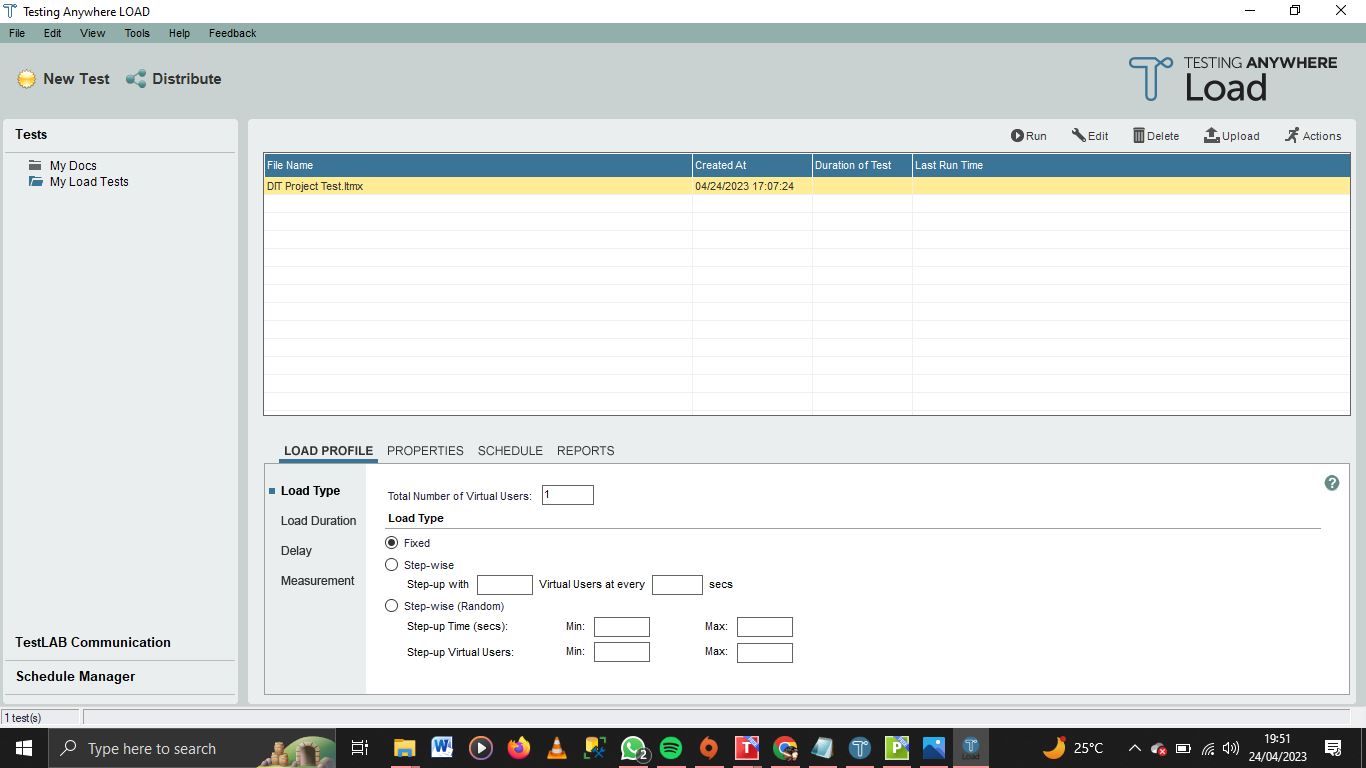 Testing Anywhere LOAD
File Edit View Tools Help Feedback
New Test Distribute
TESTING ANYWHERE
Load
Tests
My Docs
My Load Tests
TestLAB Communication
Schedule Manager
Run Edit Delete Upload Actions
File Name Created At Duration of Test Last Run Time
DIT Project Test.ltmx 04/24/2023 17:07:24
LOAD PROFILE PROPERTIES SCHEDULE REPORTS
Load Type
Load Duration
Delay
Measurement
?
Total Number of Virtual Users: 1
Load Type
Fixed
Step-wise
Step-up with Virtual Users at every secs
Step-wise (Random)
Step-up Time (secs): Min: Max:
Step-up Virtual Users: Min: Max:
1 test(s)
Type here to search
W
2
T
P
Load
25°C
19:51
24/04/2023